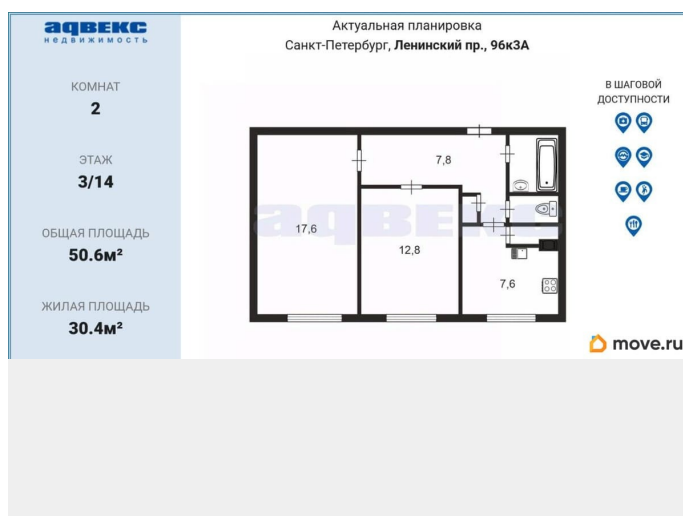 адвекс
недвижимость
Актуальная планировка
Санкт-Петербург, Ленинский пр., 96к3А
КОМНАТ
2
ЭТАЖ
3/14
ОБЩАЯ ПЛОЩАДЬ
50.6м²
ЖИЛАЯ ПЛОЩАДЬ
30.4м²
В ШАГОВОЙ
ДОСТУПНОСТИ
7,8
17,6
12,8
7,6
адвекс
move.ru